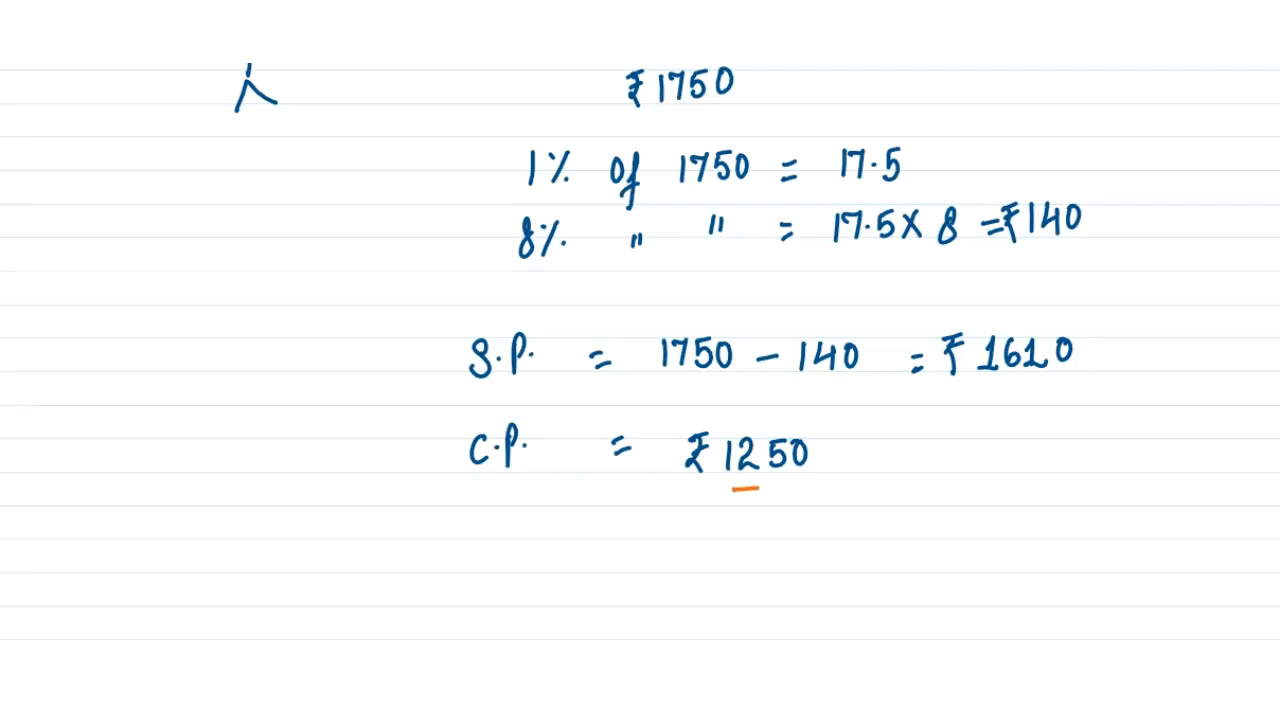 ₹1750
1% of 1750 = 17.5
8% " " = 17.5 × 8 = ₹140
S.P. = 1750 - 140 = ₹1610
C.P. = ₹1250